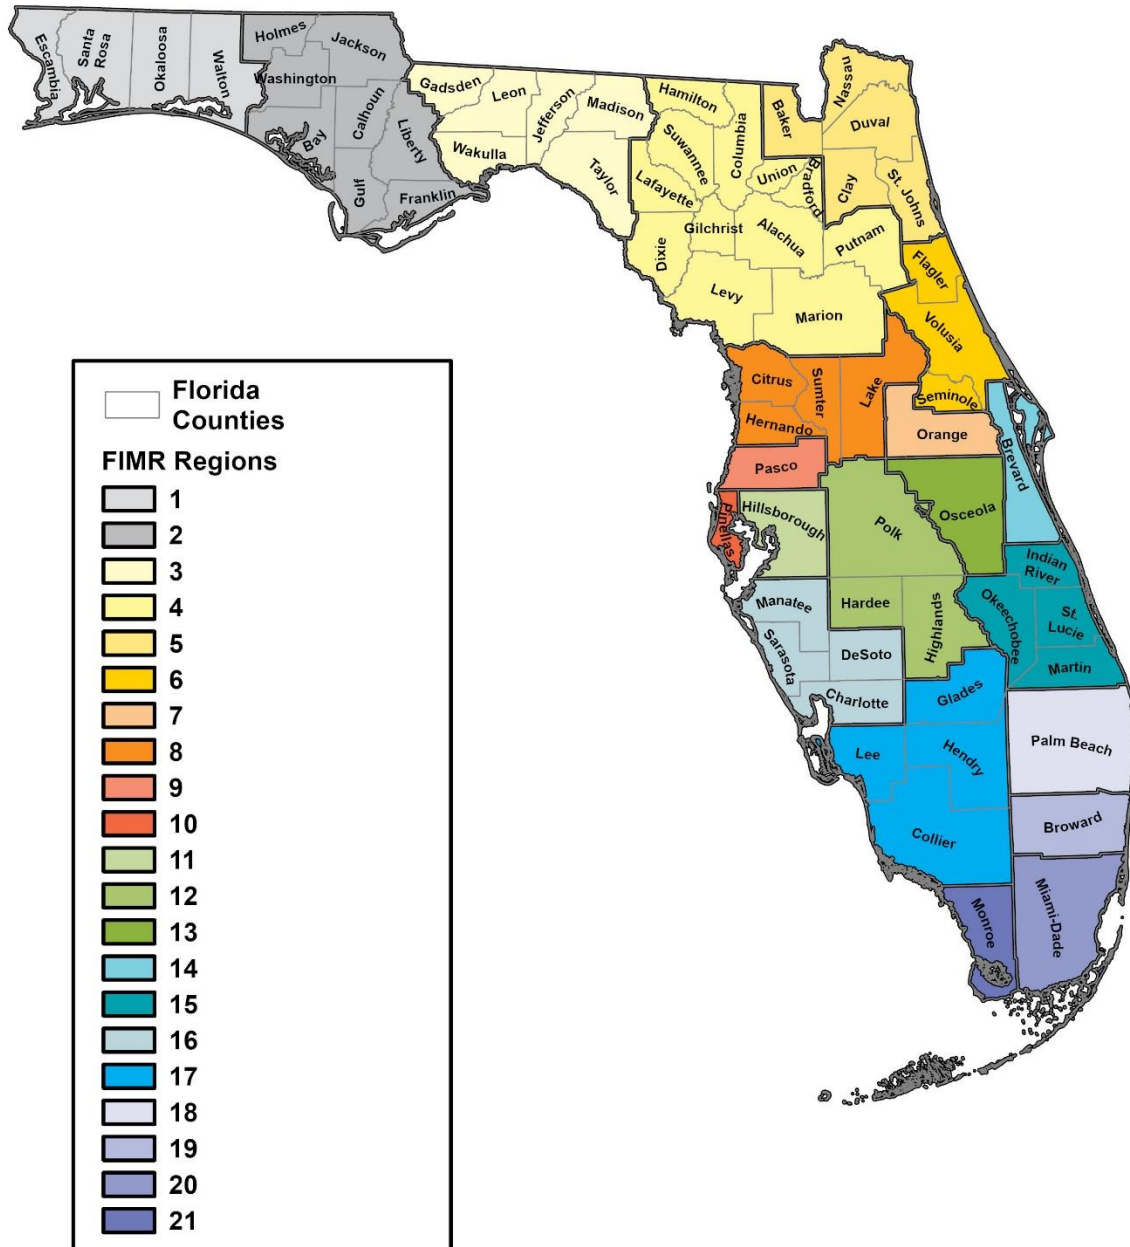 Escambia
Santa
Rosa
Okaloosa
Walton
Holmes
Jackson
Washington
Bay
Calhoun
Liberty
Gulf
Franklin
Gadsden
Leon
Jefferson
Madison
Wakulla
Taylor
Hamilton
Suwannee
Columbia
Lafayette
Union
Bradford
Baker
Nassau
Duval
Clay
St. Johns
Dixie
Gilchrist
Alachua
Putnam
Levy
Marion
Flagler
Volusia
Citrus
Sumter
Lake
Seminole
Hernando
Orange
Brevard
Pasco
Pinellas
Hillsborough
Polk
Osceola
Indian
River
Manatee
Hardee
Highlands
Okeechobee
St.
Lucie
Sarasota
DeSoto
Martin
Charlotte
Glades
Lee
Hendry
Palm Beach
Collier
Broward
Monroe
Miami-Dade
Florida
Counties
FIMR Regions
1
2
3
4
5
6
7
8
9
10
11
12
13
14
15
16
17
18
19
20
21